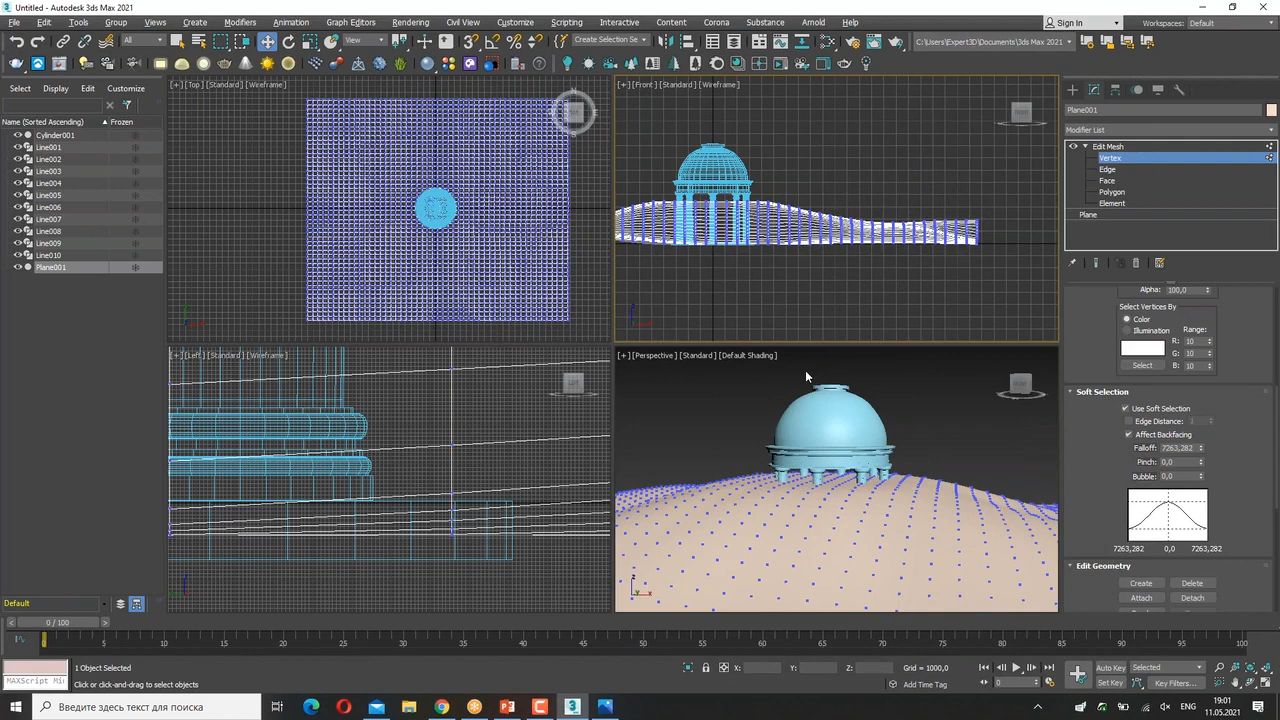 Untitled - Autodesk 3ds Max 2021
File Edit Tools Group Views Create Modifiers Animation Graph Editors Rendering Civil View Customize Scripting Interactive Content Corona Substance Arnold Help Sign In Workspaces: Default
All View Create Selection Se C:\Users\Expert3D\Documents\3ds Max 2021
Select Display Edit Customize
Name (Sorted Ascending) Frozen
Cylinder001
Line001
Line002
Line003
Line004
Line005
Line006
Line007
Line008
Line009
Line010
Plane001
Default
[+] [Top] [Standard] [Wireframe]
[+] [Front] [Standard] [Wireframe]
FRONT
[+] [Left] [Standard] [Wireframe]
LEFT
[+] [Perspective] [Standard] [Default Shading]
Plane001
Modifier List
Edit Mesh
Vertex
Edge
Face
Polygon
Element
Plane
Alpha: 100,0
Select Vertices By
Color
Illumination Range:
R: 10
G: 10
B: 10
Select
Soft Selection
Use Soft Selection
Edge Distance: 1
Affect Backfacing
Falloff: 7263,282
Pinch: 0,0
Bubble: 0,0
7263,282 0,0 7263,282
Edit Geometry
Create Delete
Attach Detach
0 / 100
0 5 10 15 20 25 30 35 40 45 50 55 60 65 70 75 80 85 90 95 100
MAXScript Mi
1 Object Selected
Click or click-and-drag to select objects
X: Y: Z: Grid = 1000,0
Add Time Tag
0
Auto Key Selected
Set Key Key Filters...
Введите здесь текст для поиска
ENG
19:01
11.05.2021